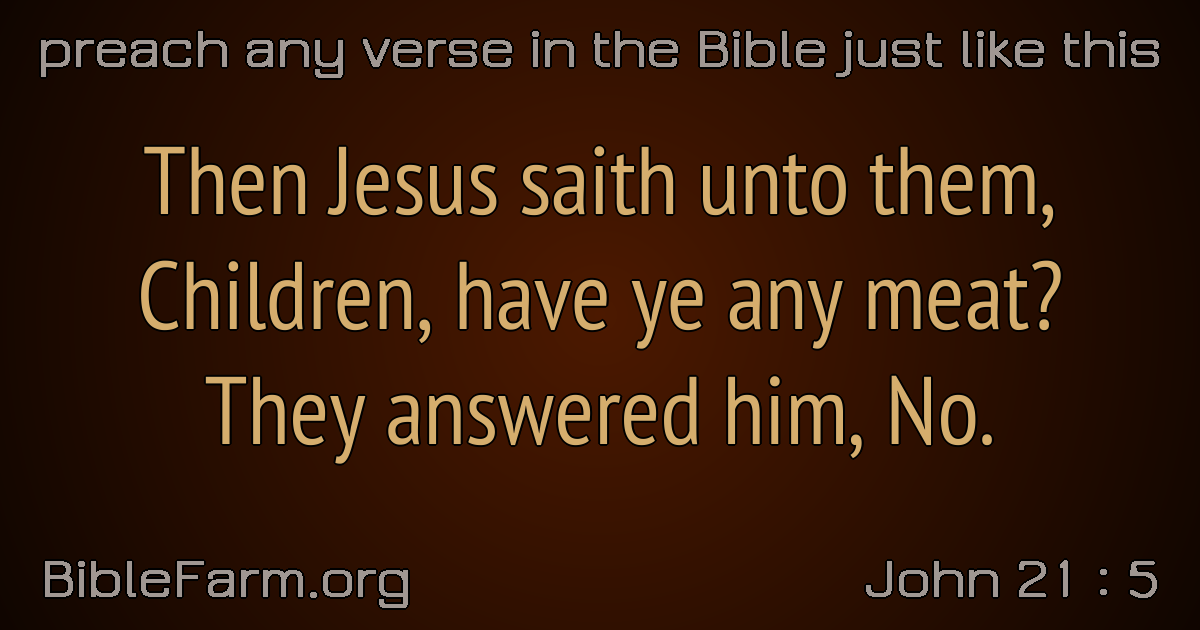 preach any verse in the Bible just like this
Then Jesus saith unto them,
Children, have ye any meat?
They answered him, No.
BibleFarm.org
John 21 : 5